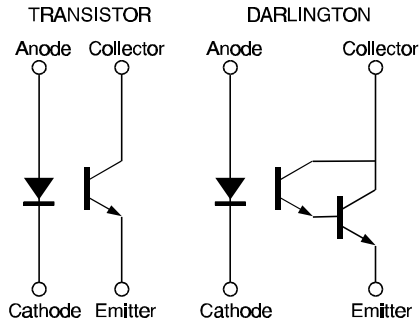 TRANSISTOR DARLINGTON
Anode Collector Anode Collector
Cathode Emitter Cathode Emitter